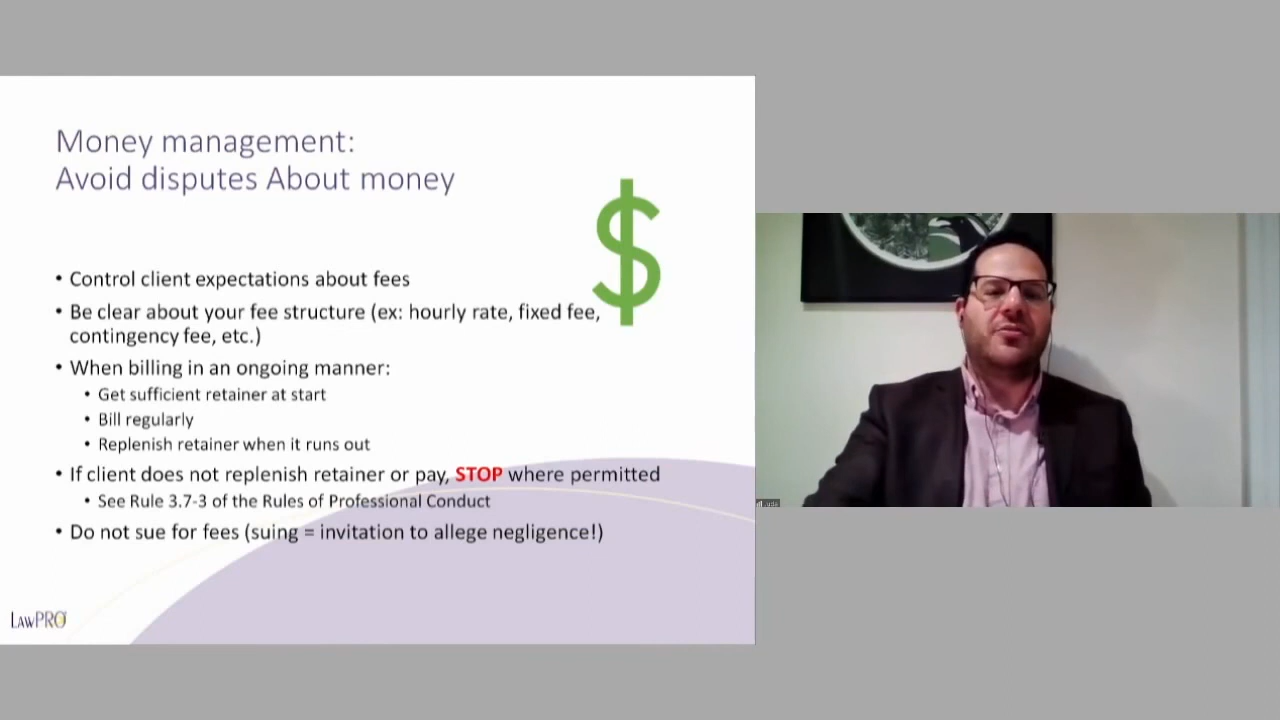 Money management:
Avoid disputes About money
$
• Control client expectations about fees
• Be clear about your fee structure (ex: hourly rate, fixed fee,
contingency fee, etc.)
• When billing in an ongoing manner:
• Get sufficient retainer at start
• Bill regularly
• Replenish retainer when it runs out
• If client does not replenish retainer or pay, STOP where permitted
• See Rule 3.7-3 of the Rules of Professional Conduct
• Do not sue for fees (suing = invitation to allege negligence!)
LAWPRO